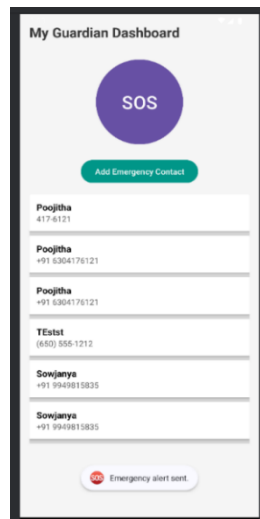 My Guardian Dashboard
SOS
Add Emergency Contact
Poojitha
417-6121
Poojitha
+91 6304176121
Poojitha
+91 6304176121
TEstst
(650) 555-1212
Sowjanya
+91 9949815835
Sowjanya
+91 9949815835
SOS Emergency alert sent.